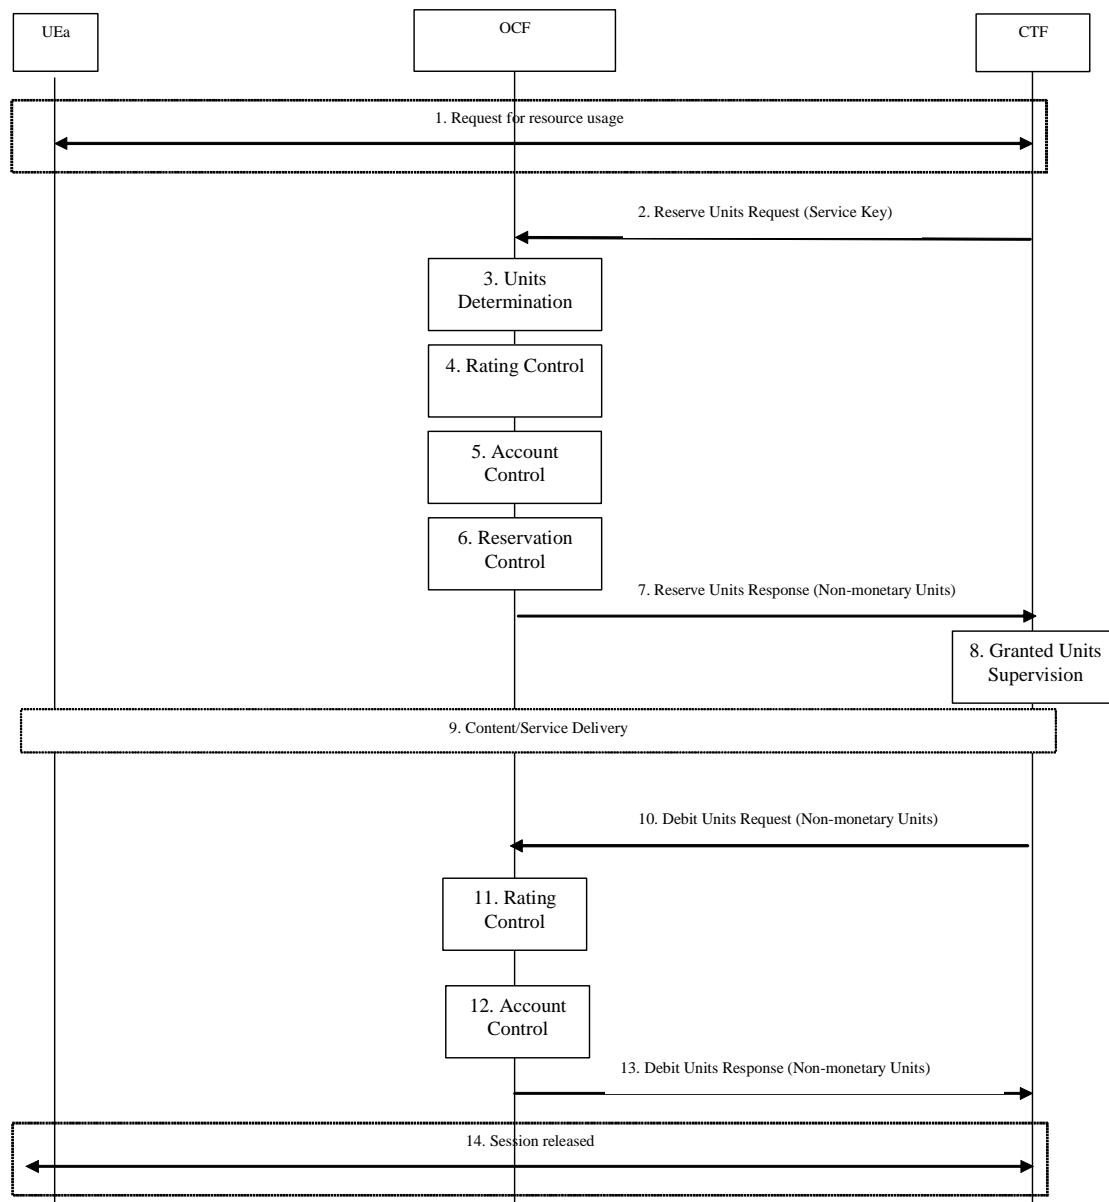 UEa
OCF
CTF
1. Request for resource usage
2. Reserve Units Request (Service Key)
3. Units
Determination
4. Rating Control
5. Account
Control
6. Reservation
Control
7. Reserve Units Response (Non-monetary Units)
8. Granted Units
Supervision
9. Content/Service Delivery
10. Debit Units Request (Non-monetary Units)
11. Rating
Control
12. Account
Control
13. Debit Units Response (Non-monetary Units)
14. Session released